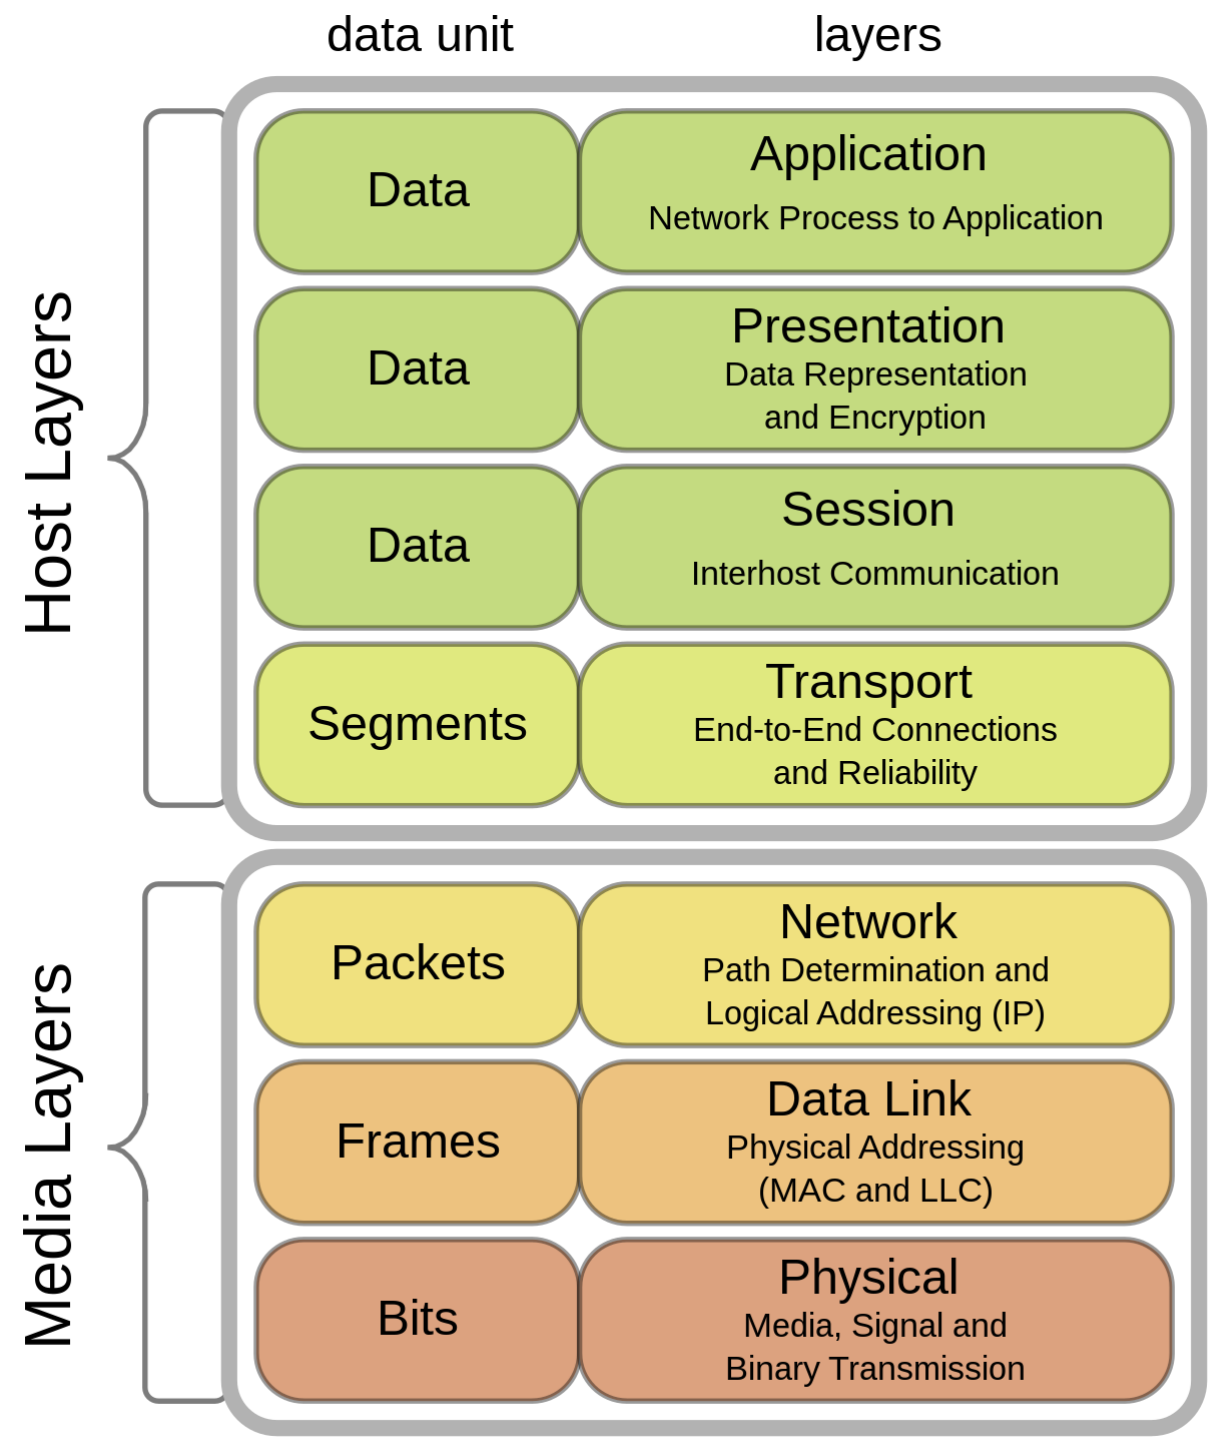 data unit
layers
Host Layers
Data
Application
Network Process to Application
Data
Presentation
Data Representation
and Encryption
Data
Session
Interhost Communication
Segments
Transport
End-to-End Connections
and Reliability
Media Layers
Packets
Network
Path Determination and
Logical Addressing (IP)
Frames
Data Link
Physical Addressing
(MAC and LLC)
Bits
Physical
Media, Signal and
Binary Transmission